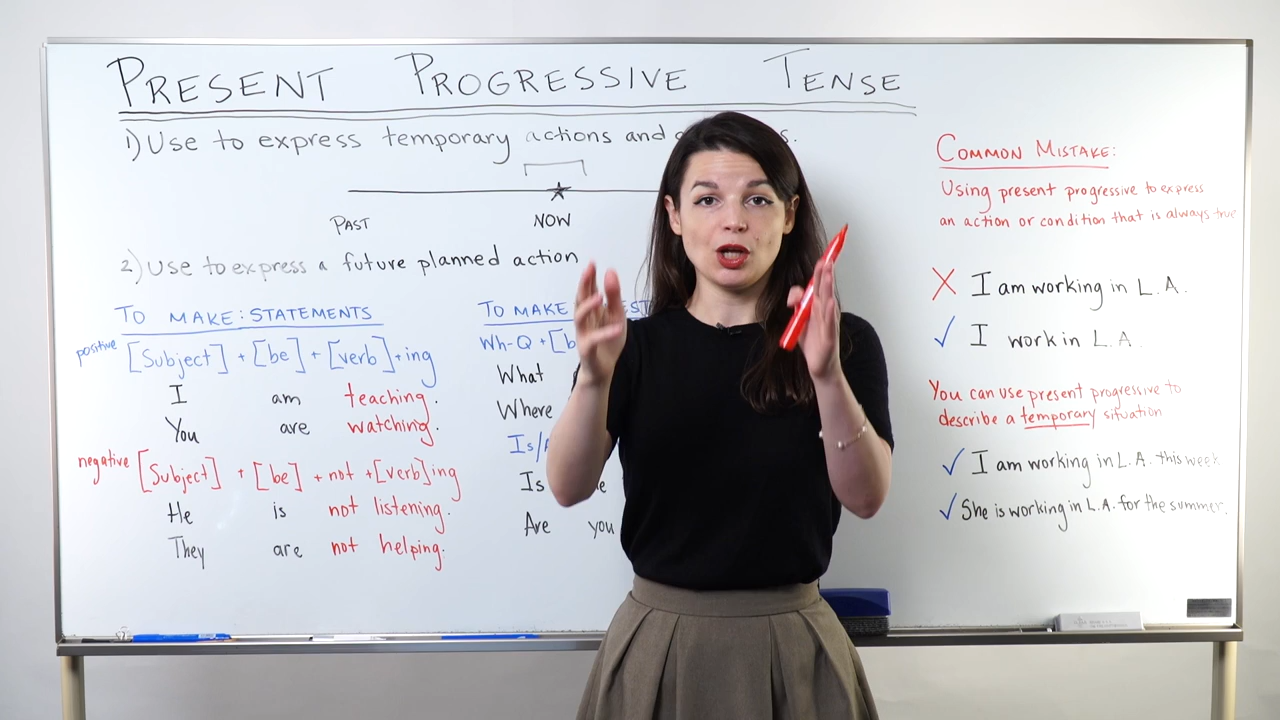 PRESENT PROGRESSIVE TENSE
1) Use to express temporary actions and
PAST
NOW
2) Use to express a future planned action
TO MAKE: STATEMENTS
positive [Subject] + [be] + [verb] + ing
I am teaching.
You are watching.
negative [Subject] + [be] + not + [verb]ing
He is not listening.
They are not helping.
TO MAKE
Wh-Q + [b
What
Where
Is/
Is
Are you
COMMON MISTAKE:
Using present progressive to express
an action or condition that is always true
X I am working in L.A.
✓ I work in L.A.
You can use present progressive to
describe a temporary situation
✓ I am working in L.A. this week
✓ She is working in L.A. for the summer.